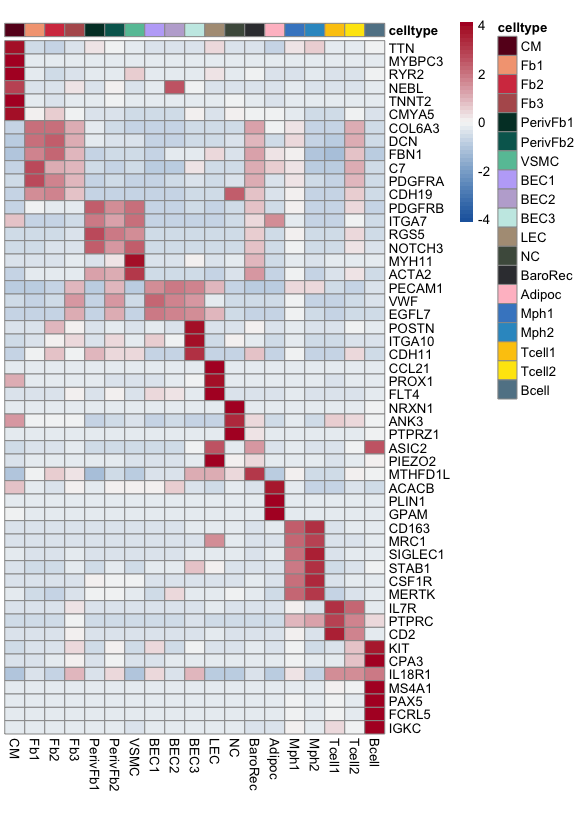 celltype
TTN
MYBPC3
RYR2
NEBL
TNNT2
CMYA5
COL6A3
DCN
FBN1
C7
PDGFRA
CDH19
PDGFRB
ITGA7
RGS5
NOTCH3
MYH11
ACTA2
PECAM1
VWF
EGFL7
POSTN
ITGA10
CDH11
CCL21
PROX1
FLT4
NRXN1
ANK3
PTPRZ1
ASIC2
PIEZO2
MTHFD1L
ACACB
PLIN1
GPAM
CD163
MRC1
SIGLEC1
STAB1
CSF1R
MERTK
IL7R
PTPRC
CD2
KIT
CPA3
IL18R1
MS4A1
PAX5
FCRL5
IGKC
CM
Fb1
Fb2
Fb3
PerivFb1
PerivFb2
VSMC
BEC1
BEC2
BEC3
LEC
NC
BaroRec
Adipoc
Mph1
Mph2
Tcell1
Tcell2
Bcell
4
2
0
-2
-4
celltype
CM
Fb1
Fb2
Fb3
PerivFb1
PerivFb2
VSMC
BEC1
BEC2
BEC3
LEC
NC
BaroRec
Adipoc
Mph1
Mph2
Tcell1
Tcell2
Bcell